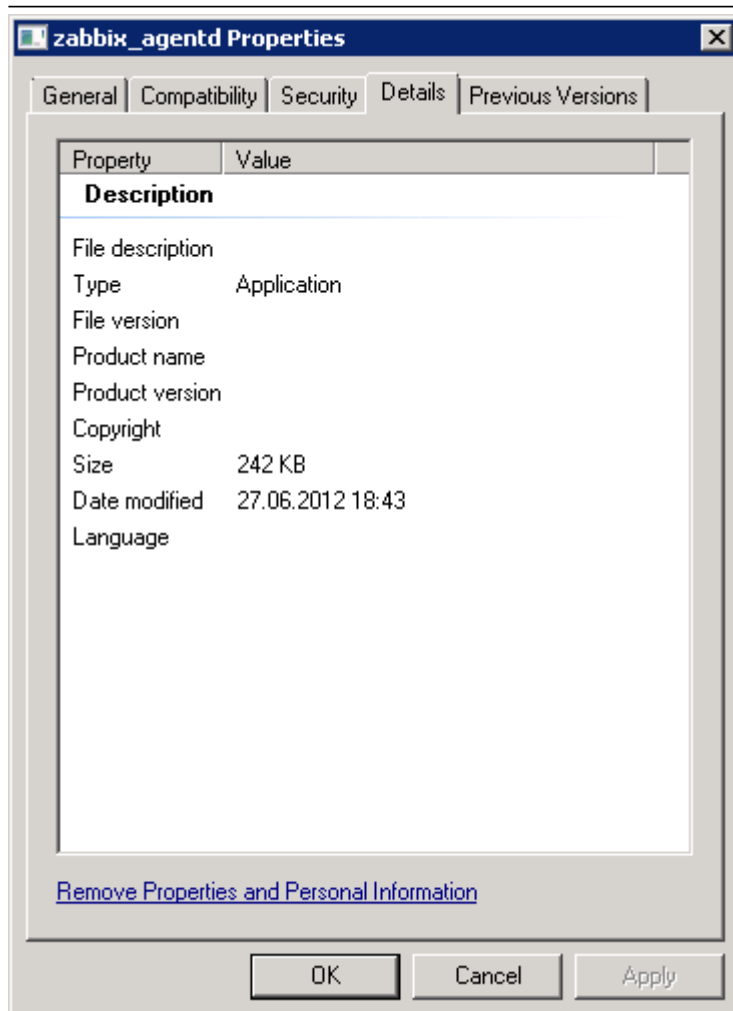 zabbix_agentd Properties
General Compatibility Security Details Previous Versions
Property Value
Description
File description
Type Application
File version
Product name
Product version
Copyright
Size 242 KB
Date modified 27.06.2012 18:43
Language
Remove Properties and Personal Information
OK Cancel Apply